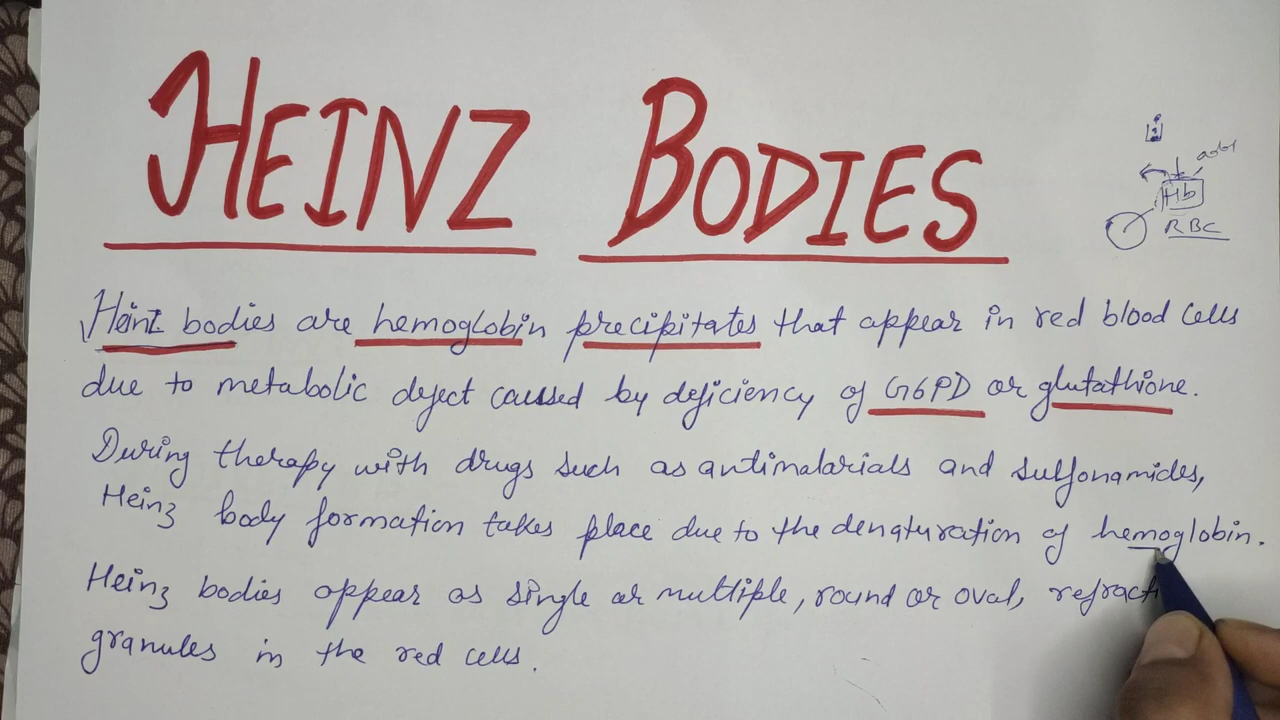 HEINZ BODIES
Hb
RBC
Heinz bodies are hemoglobin precipitates that appear in red blood cells
due to metabolic defect caused by deficiency of G6PD or glutathione.
During therapy with drugs such as antimalarials and sulfonamides,
Heinz body formation takes place due to the denaturation of hemoglobin.
Heinz bodies appear as single or multiple, round or oval,
granules in the red cells.